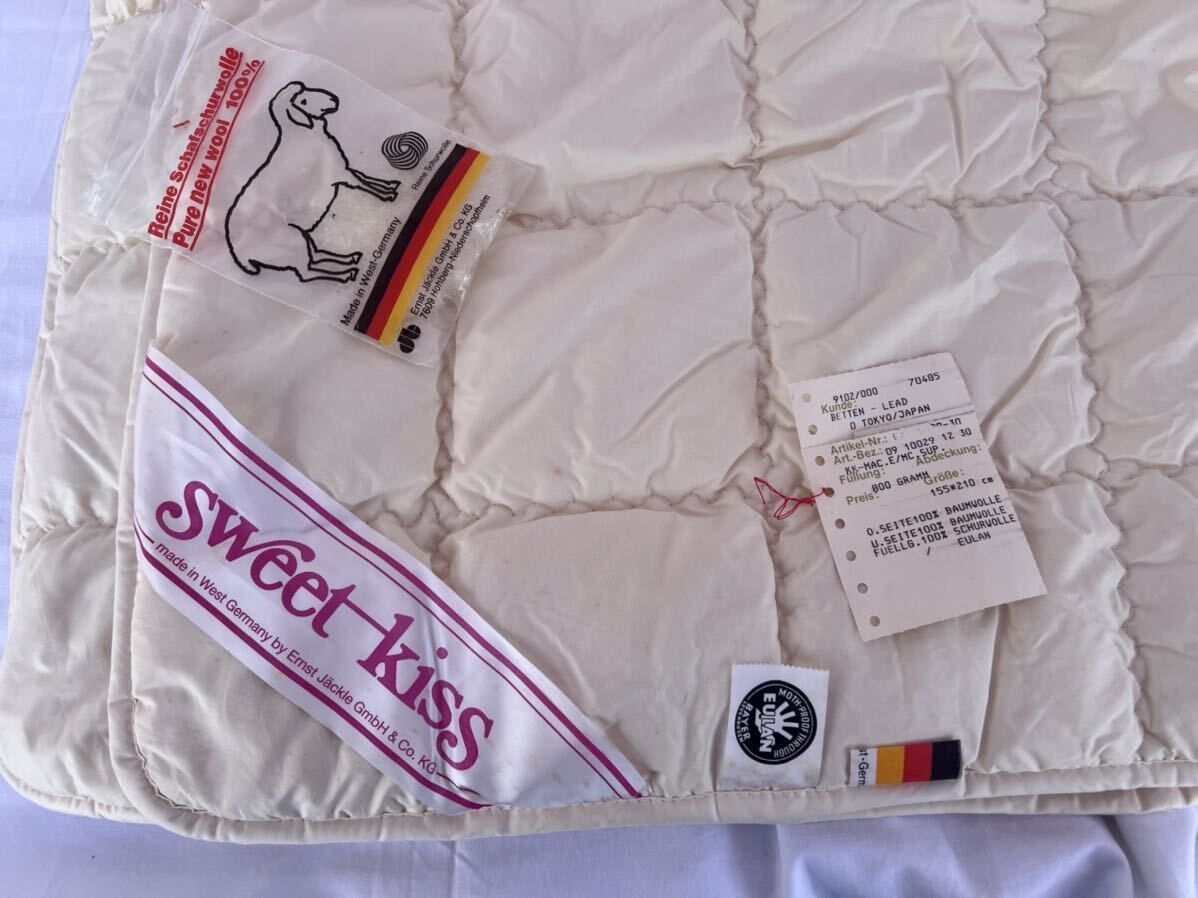 Reine Schafschurwolle
Pure new wool 100%
Reine Schurwolle
Made in West-Germany
Ernst Jäckle GmbH & Co. KG
7609 Hohberg-Niederschopfheim
sweet-kiss
made in West Germany by Ernst Jäckle GmbH & Co. KG
9102/000 70485
Kunde:
BETTEN - LEAD
D TOKYO/JAPAN
Artikel-Nr.:
Art.-Bez.: 09 10029 12 30
KK-MAC.E/MC SUP.
Füllung: Abdeckung:
800 GRAMM
Preis: Größe:
155*210 cm
O.SEITE100% BAUMWOLLE
U.SEITE100% BAUMWOLLE
FUELLG.100% SCHURWOLLE
/ EULAN
MOTH-PROOF THROUGH
EULAN
BAYER
st-Germ